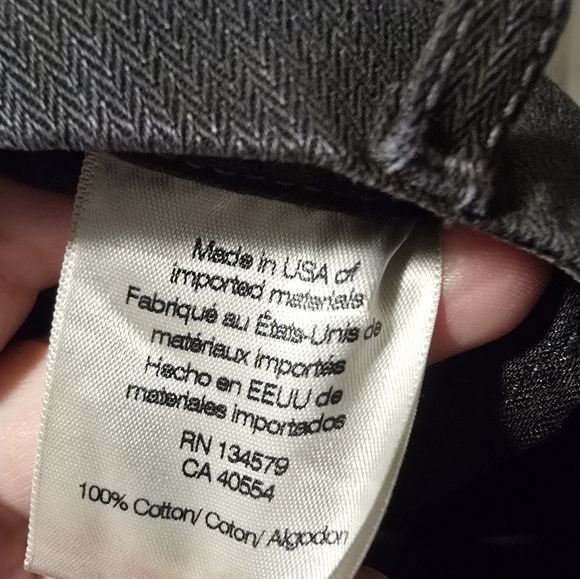 Made in USA of
imported materials
Fabriqué au États-Unis de
matériaux importés
Hecho en EEUU de
materiales importados
RN 134579
CA 40554
100% Cotton/ Coton/ Algodon